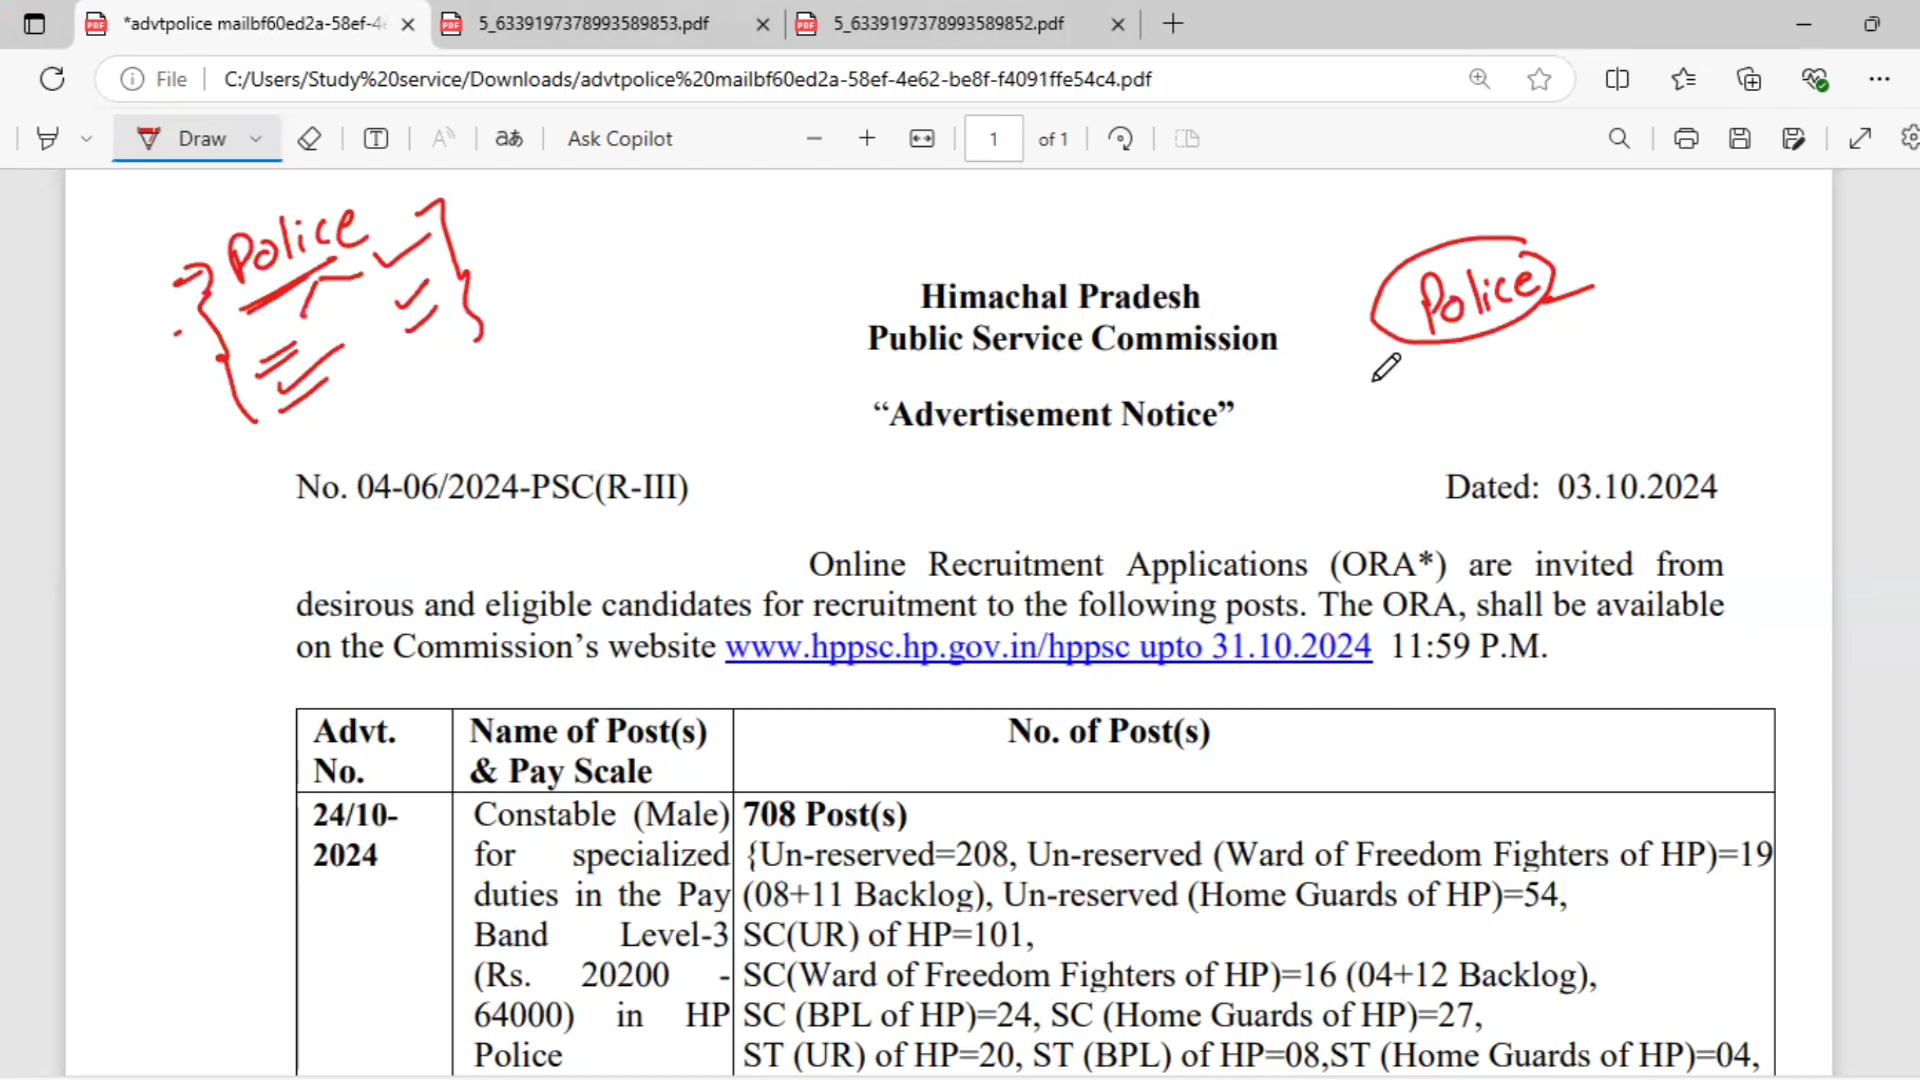 *advtpolice mailbf60ed2a-58ef-4
5_6339197378993589853.pdf
5_6339197378993589852.pdf
File
C:/Users/Study%20service/Downloads/advtpolice%20mailbf60ed2a-58ef-4e62-be8f-f4091ffe54c4.pdf
Draw
T
A
aあ
Ask Copilot
1
of 1
Police
Police
Himachal Pradesh
Public Service Commission
“Advertisement Notice”
No. 04-06/2024-PSC(R-III)
Dated: 03.10.2024
Online Recruitment Applications (ORA*) are invited from
desirous and eligible candidates for recruitment to the following posts. The ORA, shall be available
on the Commission’s website www.hppsc.hp.gov.in/hppsc upto 31.10.2024 11:59 P.M.
Advt. No.
Name of Post(s) & Pay Scale
No. of Post(s)
24/10-
2024
Constable (Male)
for specialized
duties in the Pay
Band Level-3
(Rs. 20200 -
64000) in HP
Police
708 Post(s)
{Un-reserved=208, Un-reserved (Ward of Freedom Fighters of HP)=19
(08+11 Backlog), Un-reserved (Home Guards of HP)=54,
SC(UR) of HP=101,
SC(Ward of Freedom Fighters of HP)=16 (04+12 Backlog),
SC (BPL of HP)=24, SC (Home Guards of HP)=27,
ST (UR) of HP=20, ST (BPL) of HP=08,ST (Home Guards of HP)=04,